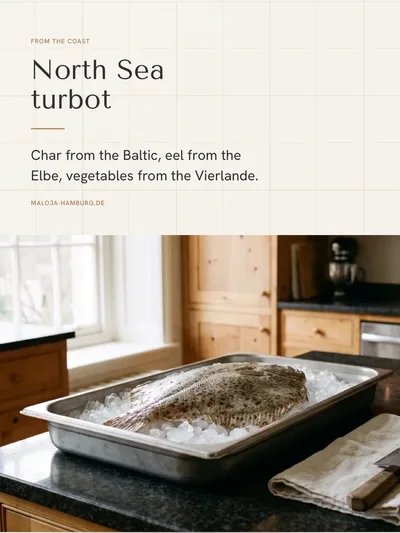 FROM THE COAST
North Sea
turbot
Char from the Baltic, eel from the
Elbe, vegetables from the Vierlande.
MALOJA-HAMBURG.DE